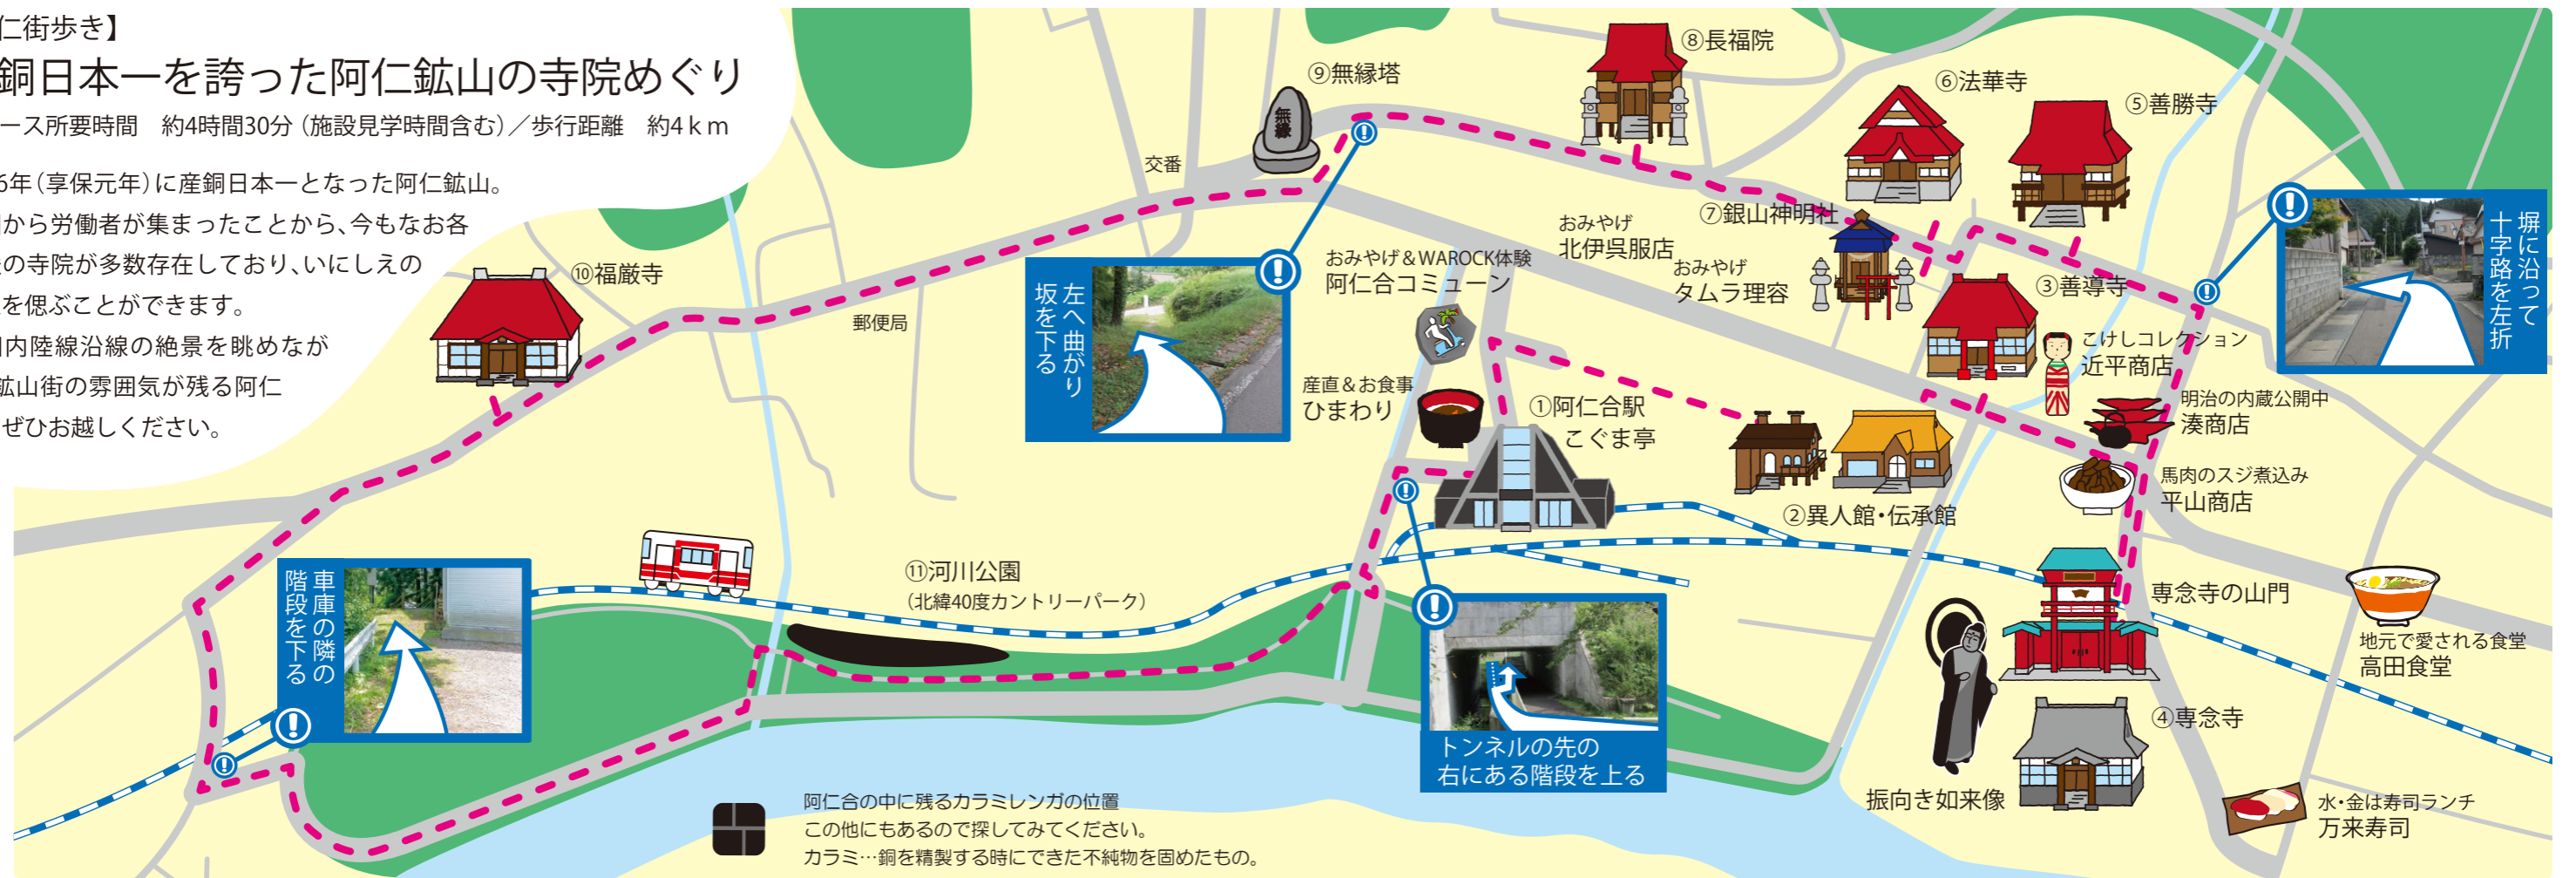 仁街歩き】
銅日本一を誇った阿仁鉱山の寺院めぐり
ース所要時間　約4時間30分（施設見学時間含む）／歩行距離　約4ｋｍ
6年（享保元年）に産銅日本一となった阿仁鉱山。
から労働者が集まったことから、今もなお各
の寺院が多数存在しており、いにしえの
を偲ぶことができます。
内陸線沿線の絶景を眺めなが
鉱山街の雰囲気が残る阿仁
ぜひお越しください。
⑩福厳寺
郵便局
交番
⑨無縁塔
無縁
⑧長福院
⑥法華寺
⑤善勝寺
⑦銀山神明社
③善導寺
おみやげ
北伊呉服店
おみやげ
タムラ理容
おみやげ＆WAROCK体験
阿仁合コミューン
産直＆お食事
ひまわり
①阿仁合駅
こぐま亭
②異人館・伝承館
こけしコレクション
近平商店
明治の内蔵公開中
湊商店
馬肉のスジ煮込み
平山商店
専念寺の山門
地元で愛される食堂
高田食堂
④専念寺
振向き如来像
水・金は寿司ランチ
万来寿司
塀に沿って
十字路を左折
左へ曲がり
坂を下る
車庫の隣の
階段を下る
トンネルの先の
右にある階段を上る
⑪河川公園
（北緯40度カントリーパーク）
阿仁合の中に残るカラミレンガの位置
この他にもあるので探してみてください。
カラミ…銅を精製する時にできた不純物を固めたもの。